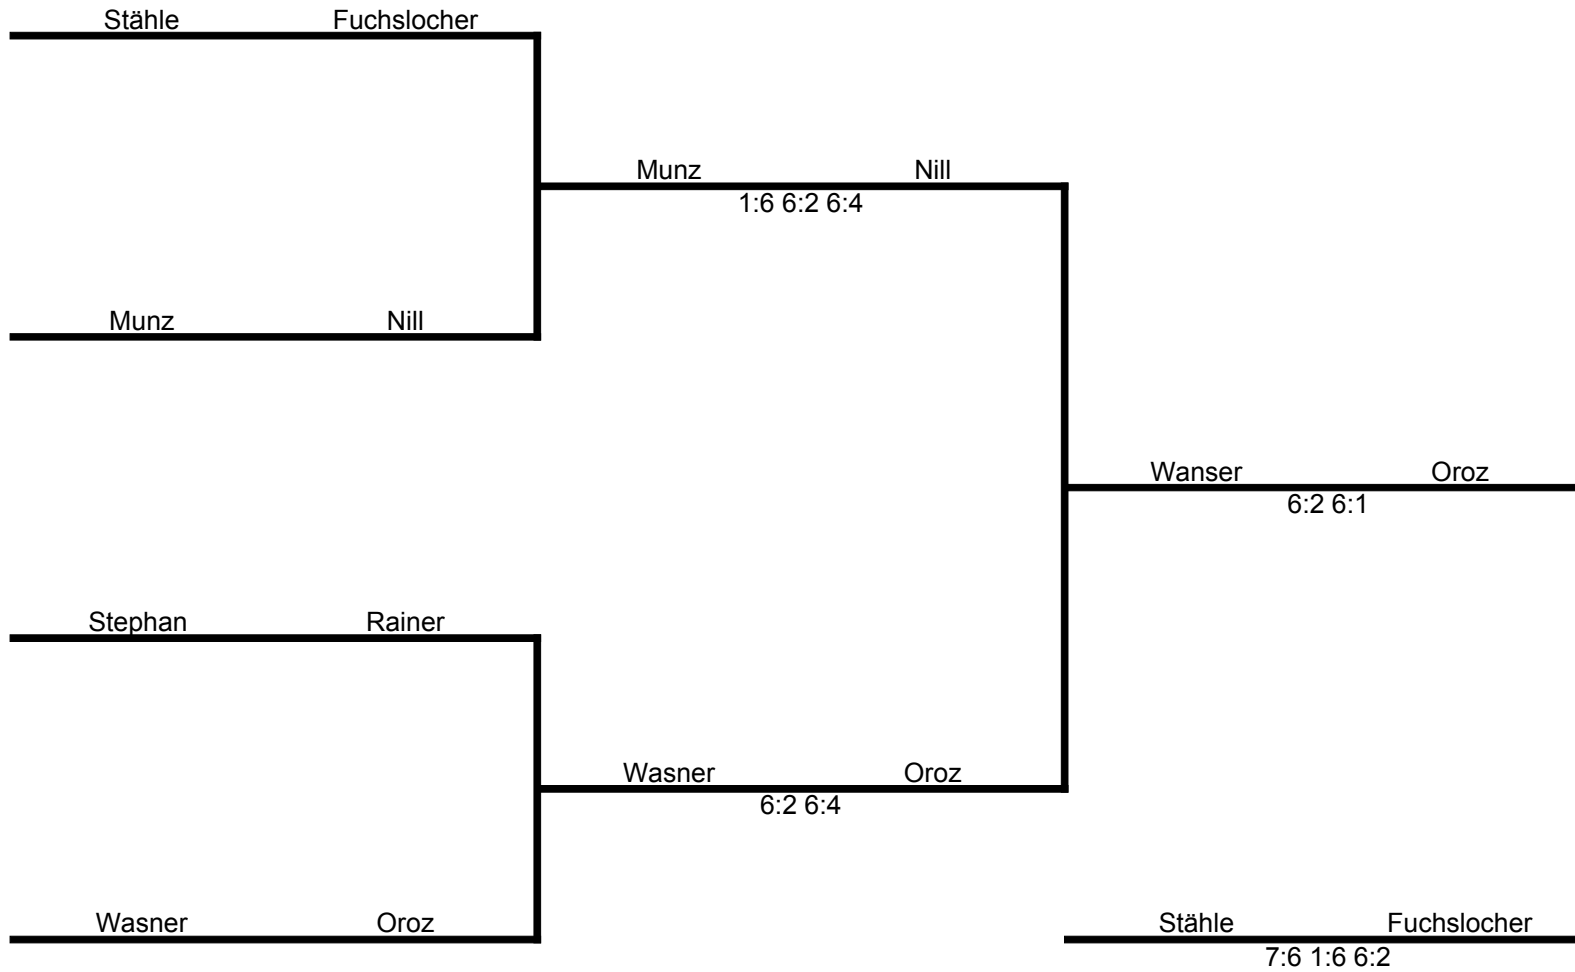 Stähle Fuchslocher
Munz Nill
1:6 6:2 6:4
Munz Nill
Wanser Oroz
6:2 6:1
Stephan Rainer
Wasner Oroz
6:2 6:4
Wasner Oroz
Stähle Fuchslocher
7:6 1:6 6:2